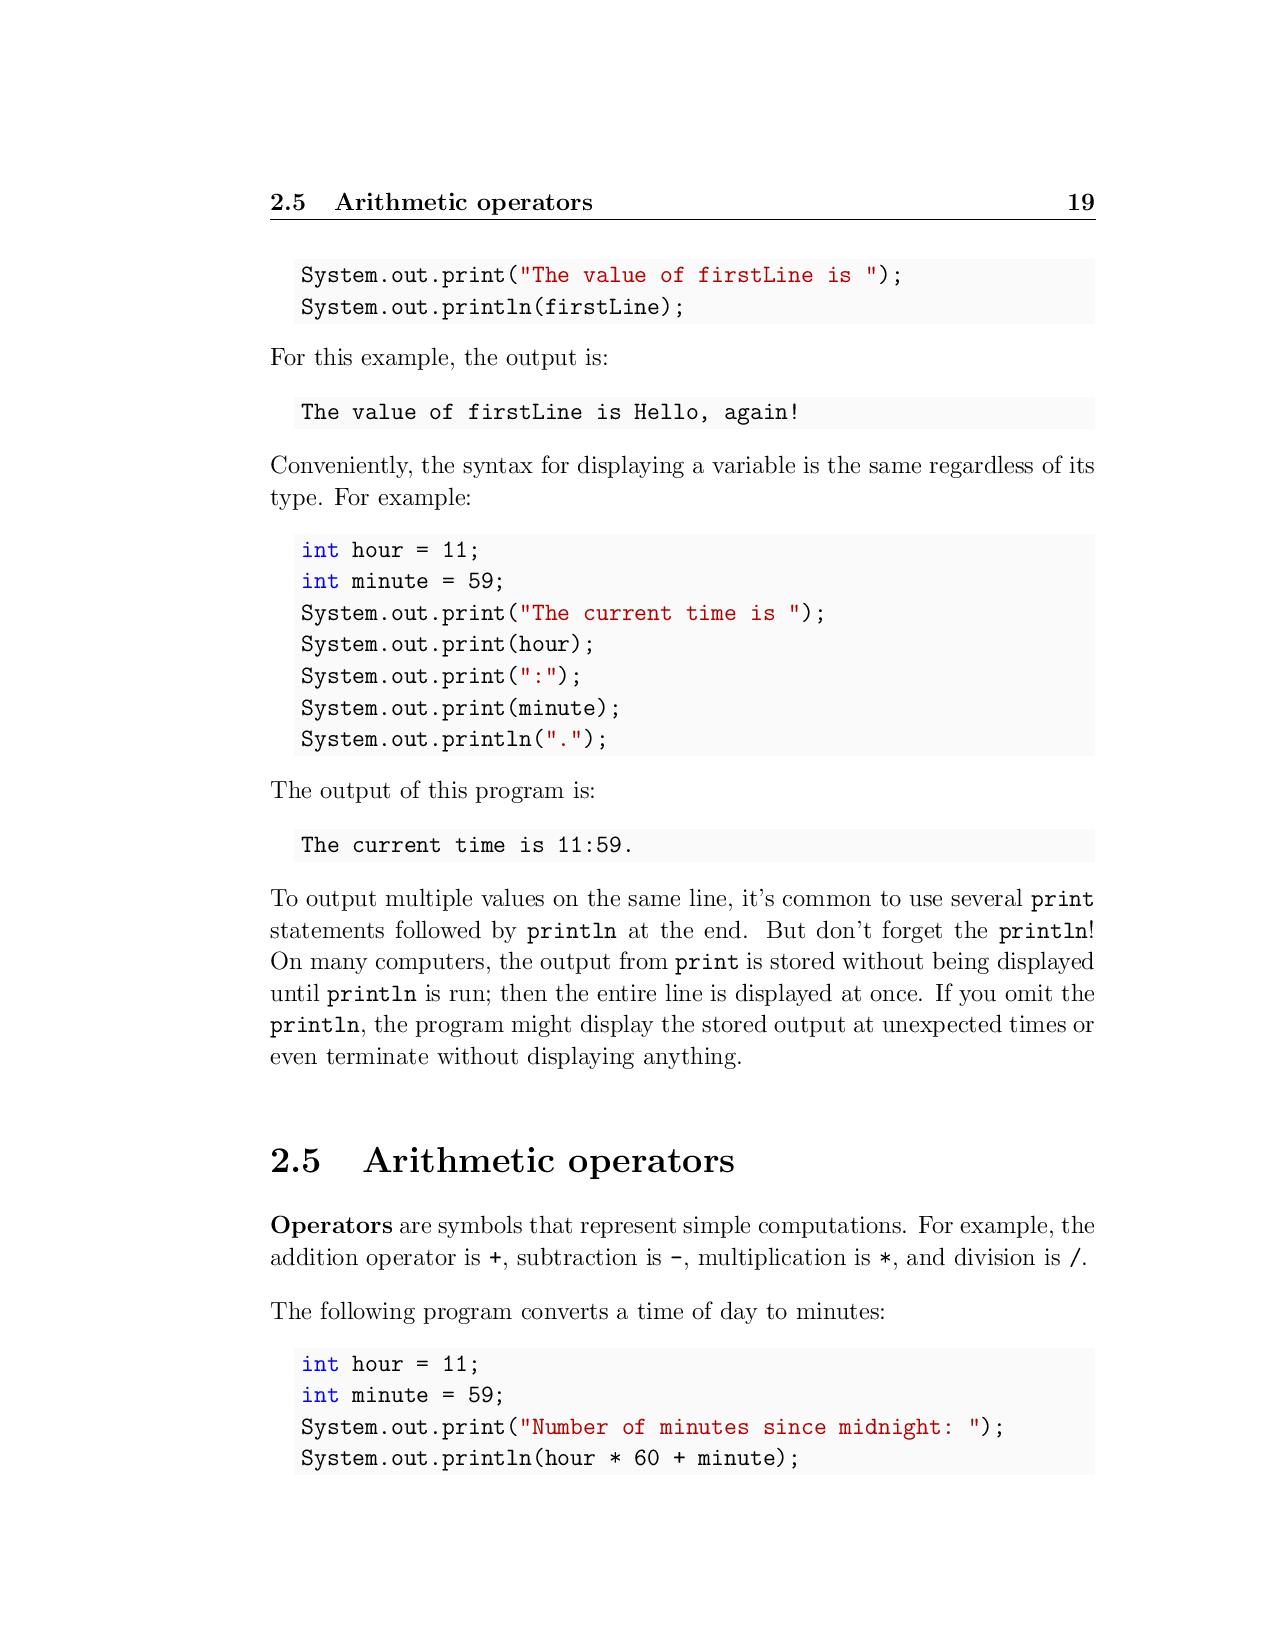 2.5 Arithmetic operators 19
System.out.print("The value of firstLine is ");
System.out.println(firstLine);
For this example, the output is:
The value of firstLine is Hello, again!
Conveniently, the syntax for displaying a variable is the same regardless of its
type. For example:
int hour = 11;
int minute = 59;
System.out.print("The current time is ");
System.out.print(hour);
System.out.print(":");
System.out.print(minute);
System.out.println(".");
The output of this program is:
The current time is 11:59.
To output multiple values on the same line, it's common to use several print
statements followed by println at the end. But don't forget the println!
On many computers, the output from print is stored without being displayed
until println is run; then the entire line is displayed at once. If you omit the
println, the program might display the stored output at unexpected times or
even terminate without displaying anything.
2.5 Arithmetic operators
Operators are symbols that represent simple computations. For example, the
addition operator is +, subtraction is -, multiplication is *, and division is /.
The following program converts a time of day to minutes:
int hour = 11;
int minute = 59;
System.out.print("Number of minutes since midnight: ");
System.out.println(hour * 60 + minute);